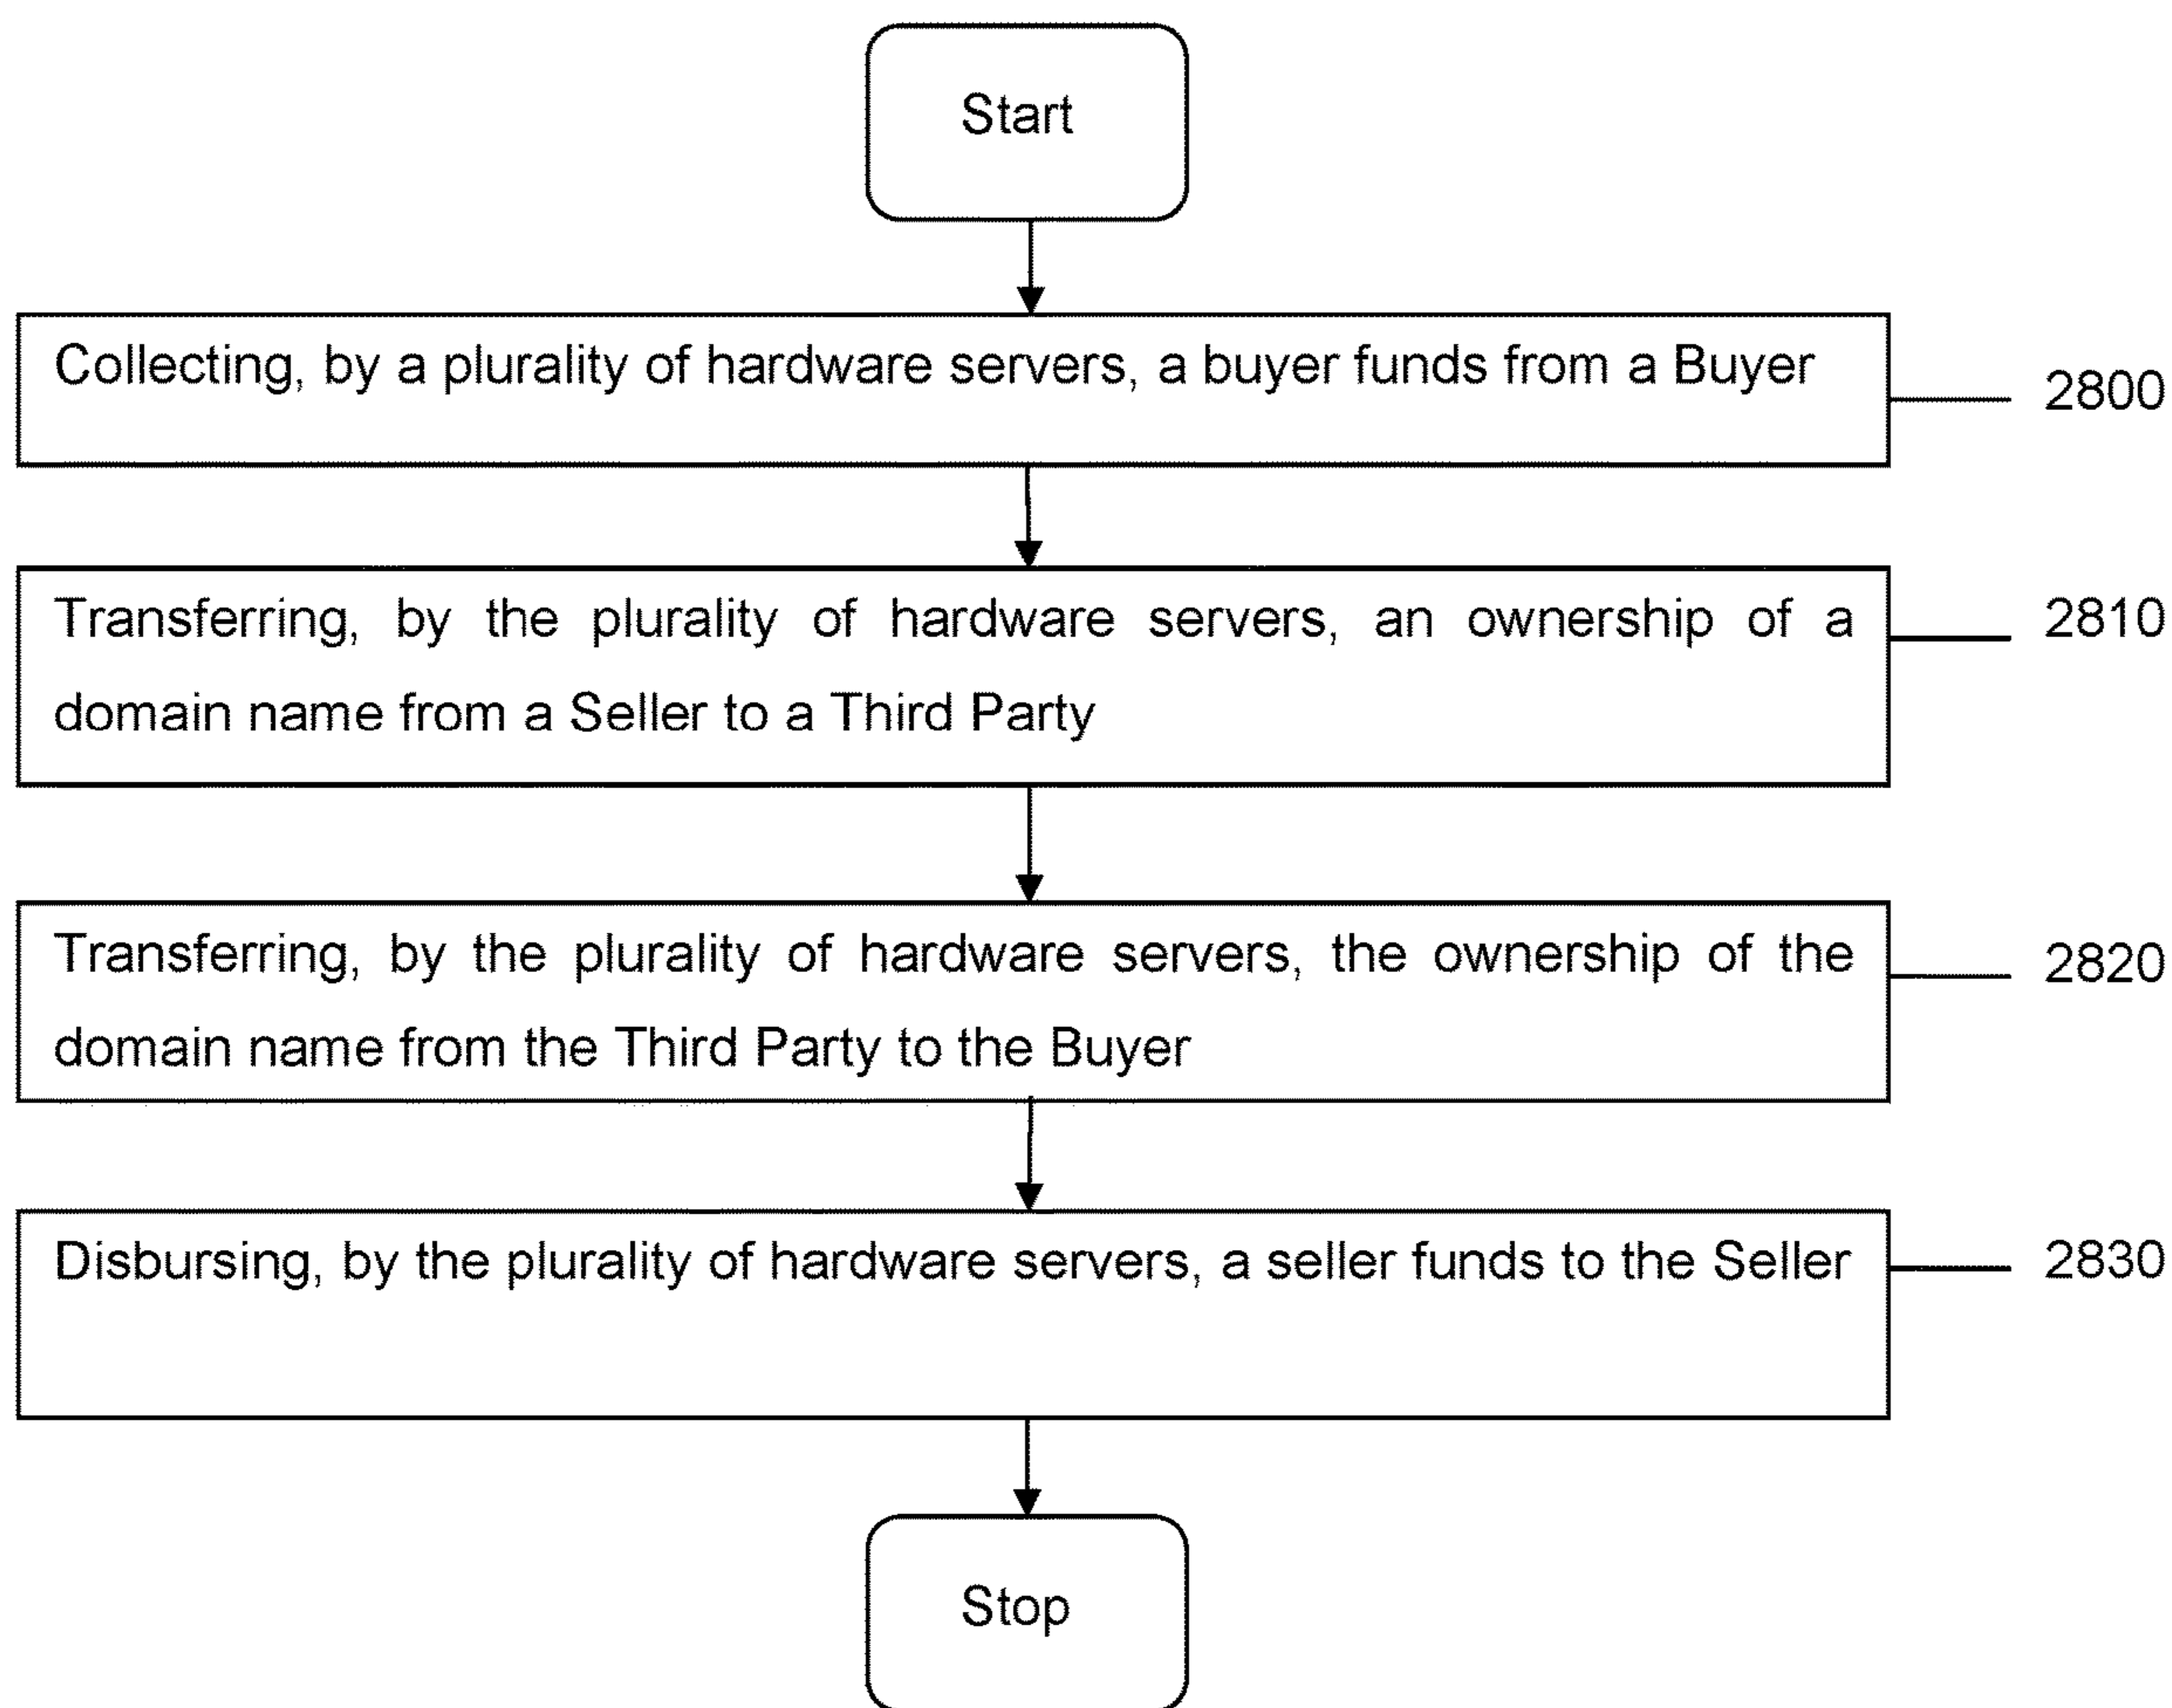 Start
Collecting, by a plurality of hardware servers, a buyer funds from a Buyer
2800
Transferring, by the plurality of hardware servers, an ownership of a
2810
domain name from a Seller to a Third Party
Transferring, by the plurality of hardware servers, the ownership of the
2820
domain name from the Third Party to the Buyer
Disbursing, by the plurality of hardware servers, a seller funds to the Seller
2830
Stop